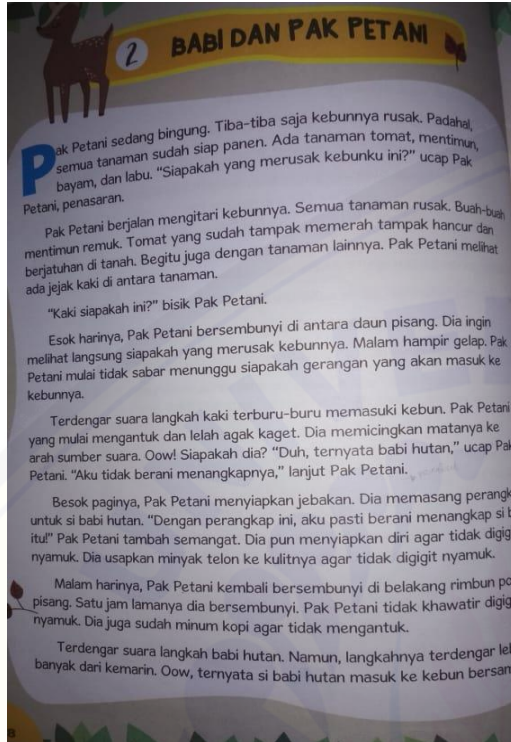 2
BABI DAN PAK PETANI
Pak Petani sedang bingung. Tiba-tiba saja kebunnya rusak. Padahal,
semua tanaman sudah siap panen. Ada tanaman tomat, mentimun,
bayam, dan labu. “Siapakah yang merusak kebunku ini?” ucap Pak
Petani, penasaran.
Pak Petani berjalan mengitari kebunnya. Semua tanaman rusak. Buah-buah
mentimun remuk. Tomat yang sudah tampak memerah tampak hancur dan
berjatuhan di tanah. Begitu juga dengan tanaman lainnya. Pak Petani melihat
ada jejak kaki di antara tanaman.
“Kaki siapakah ini?” bisik Pak Petani.
Esok harinya, Pak Petani bersembunyi di antara daun pisang. Dia ingin
melihat langsung siapakah yang merusak kebunnya. Malam hampir gelap. Pak
Petani mulai tidak sabar menunggu siapakah gerangan yang akan masuk ke
kebunnya.
Terdengar suara langkah kaki terburu-buru memasuki kebun. Pak Petani
yang mulai mengantuk dan lelah agak kaget. Dia memicingkan matanya ke
arah sumber suara. Oow! Siapakah dia? “Duh, ternyata babi hutan,” ucap Pak
Petani. “Aku tidak berani menangkapnya,” lanjut Pak Petani.
Besok paginya, Pak Petani menyiapkan jebakan. Dia memasang perangk
untuk si babi hutan. “Dengan perangkap ini, aku pasti berani menangkap si
itu!” Pak Petani tambah semangat. Dia pun menyiapkan diri agar tidak digig
nyamuk. Dia usapkan minyak telon ke kulitnya agar tidak digigit nyamuk.
Malam harinya, Pak Petani kembali bersembunyi di belakang rimbun po
pisang. Satu jam lamanya dia bersembunyi. Pak Petani tidak khawatir digig
nyamuk. Dia juga sudah minum kopi agar tidak mengantuk.
Terdengar suara langkah babi hutan. Namun, langkahnya terdengar le
banyak dari kemarin. Oow, ternyata si babi hutan masuk ke kebun bersam